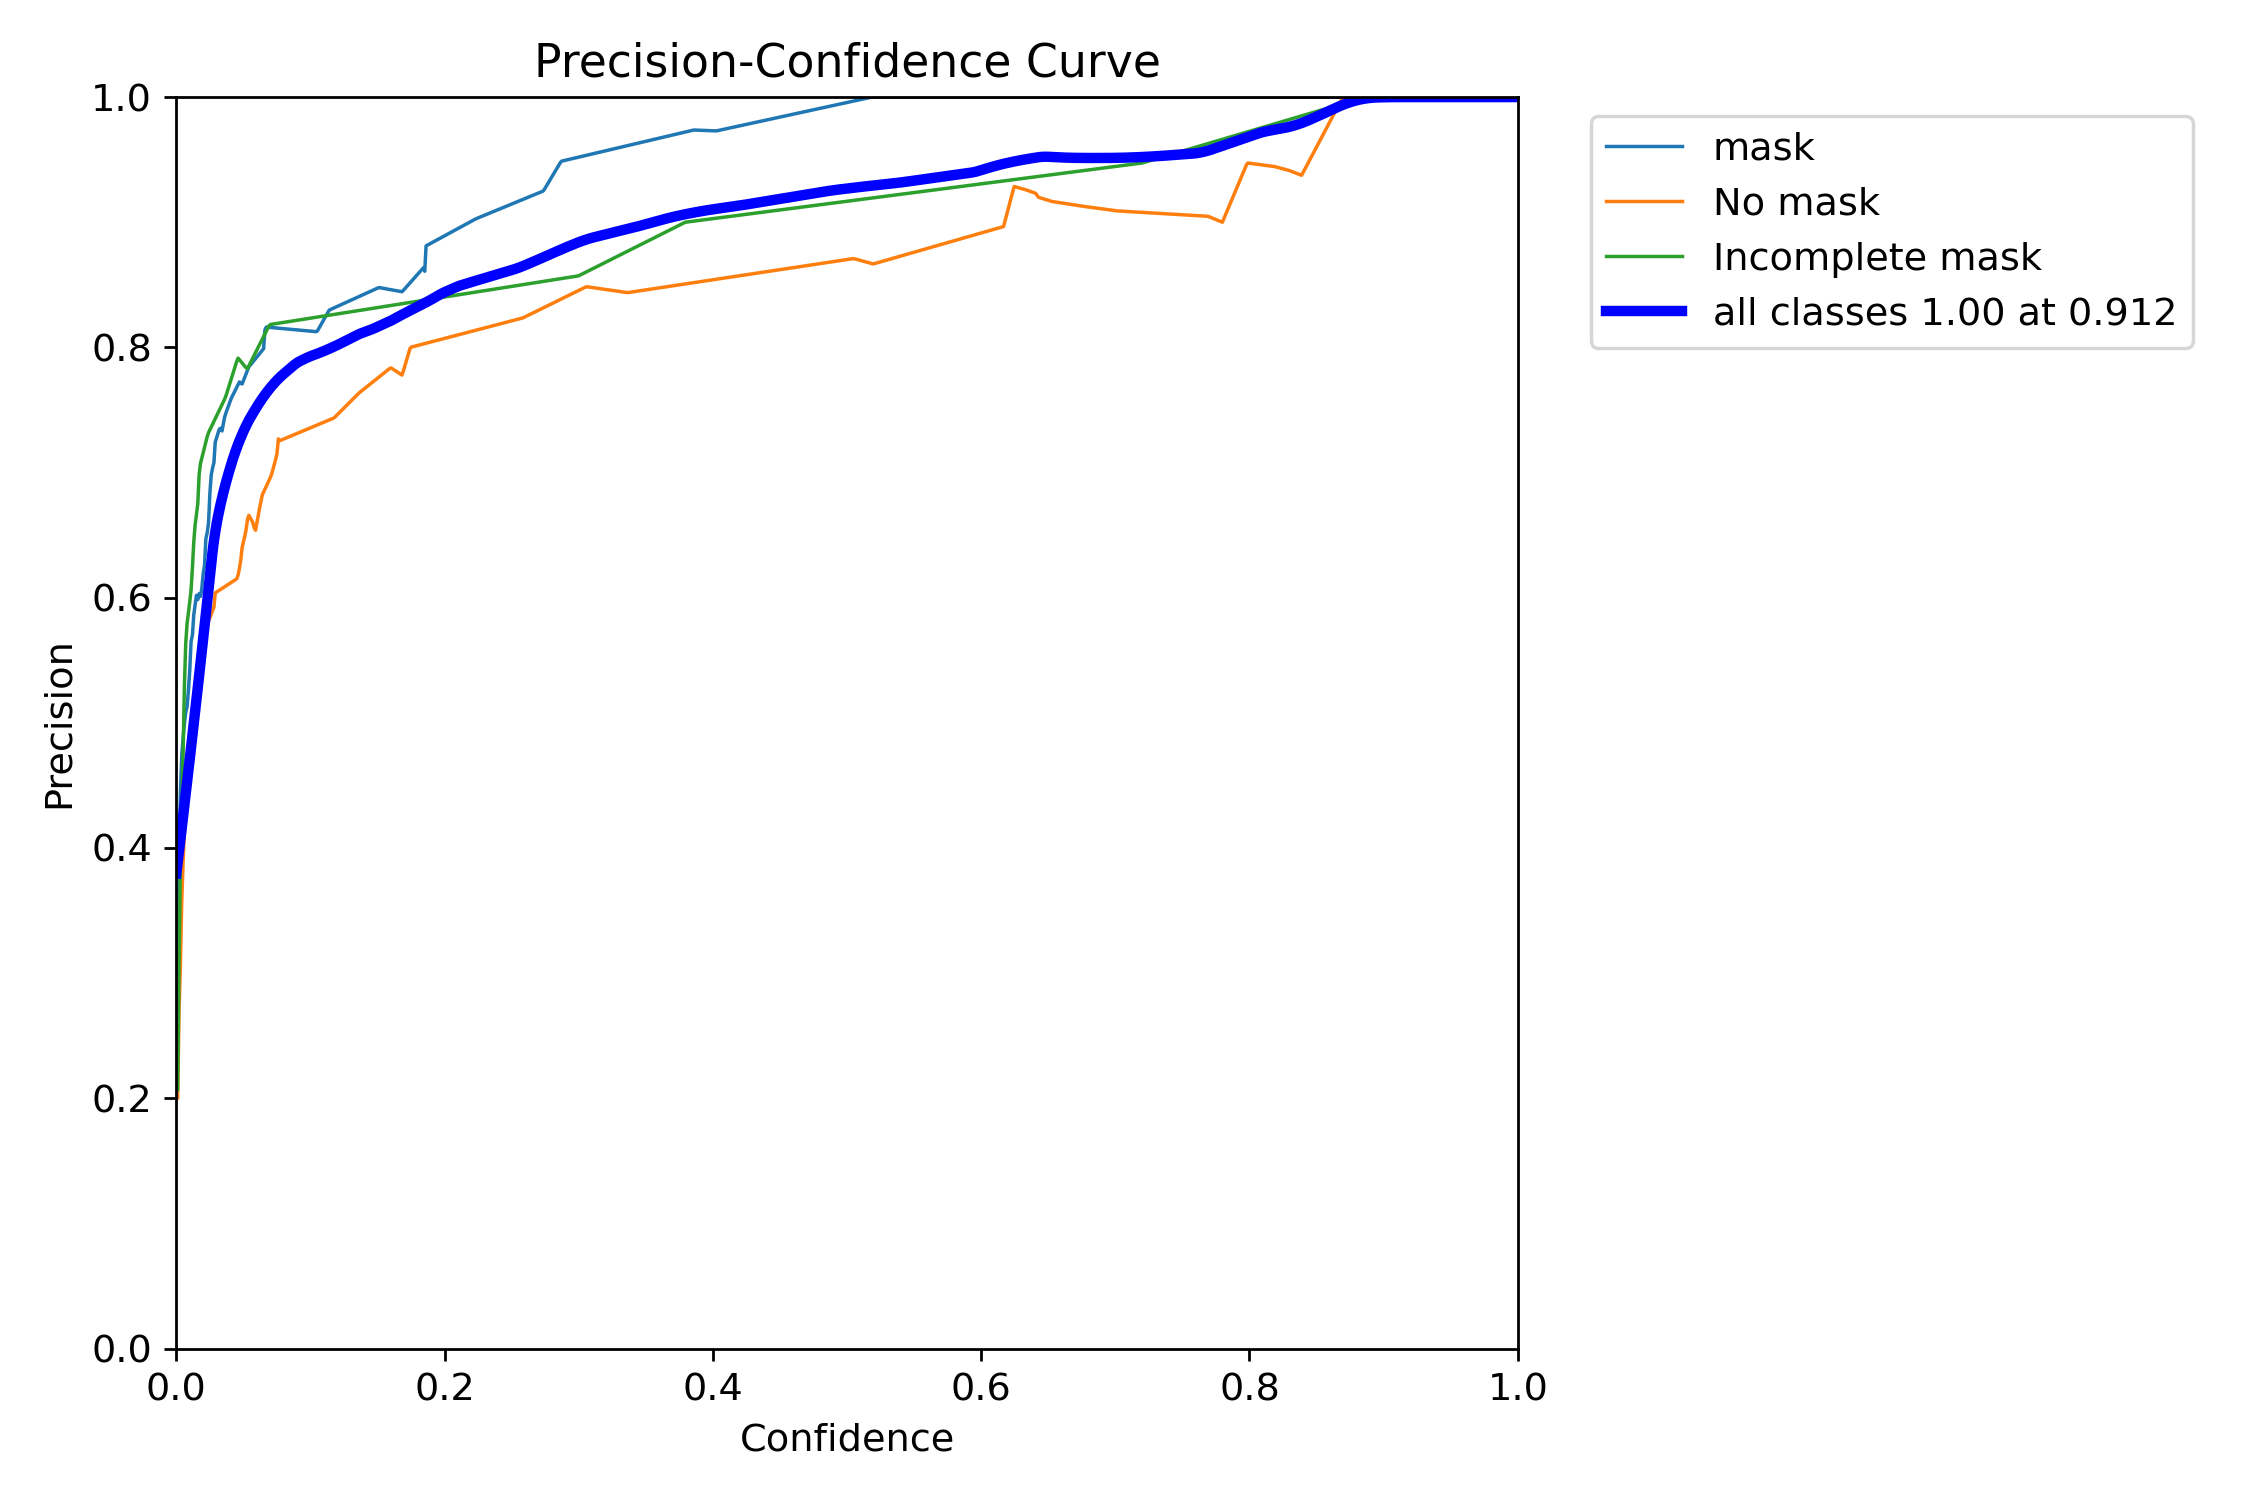 Precision-Confidence Curve
1.0
0.8
0.6
0.4
0.2
0.0
Precision
0.0 0.2 0.4 0.6 0.8 1.0
Confidence
mask
No mask
Incomplete mask
all classes 1.00 at 0.912